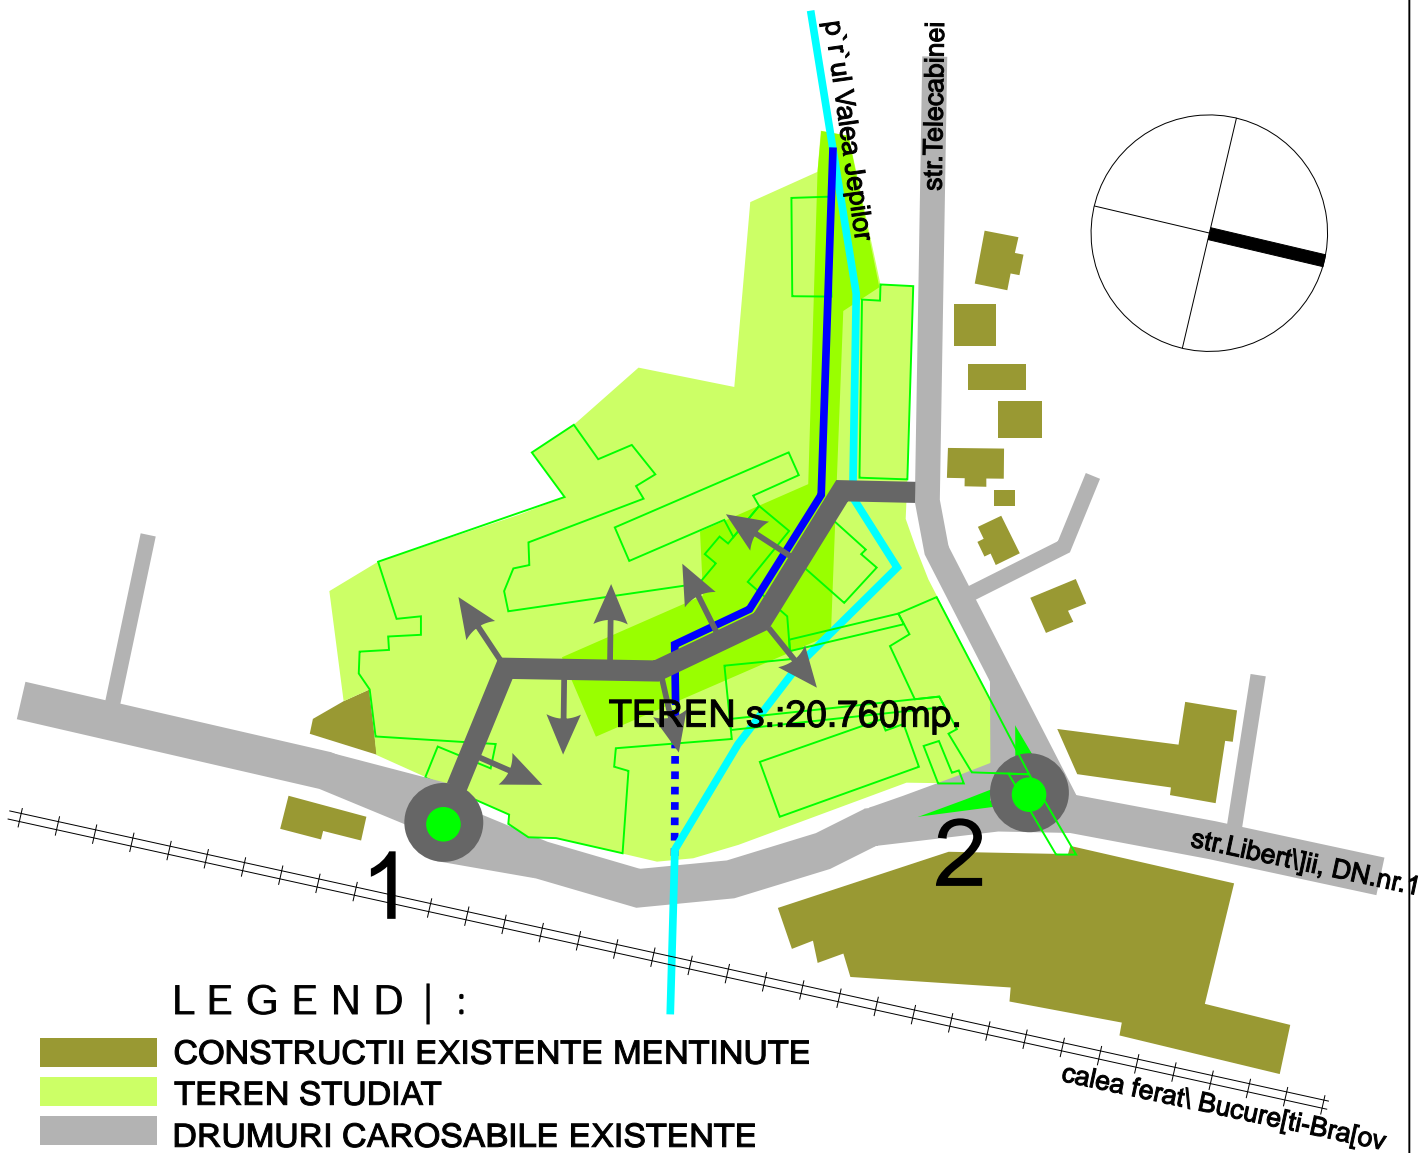 p`r`ul Valea Jepilor
str.Telecabinei
TEREN s.:20.760mp.
1
2
str.Libert\]ii, DN.nr.1
calea ferat\ Bucure[ti-Bra[ov
LEGEND| :
CONSTRUCTII EXISTENTE MENTINUTE
TEREN STUDIAT
DRUMURI CAROSABILE EXISTENTE